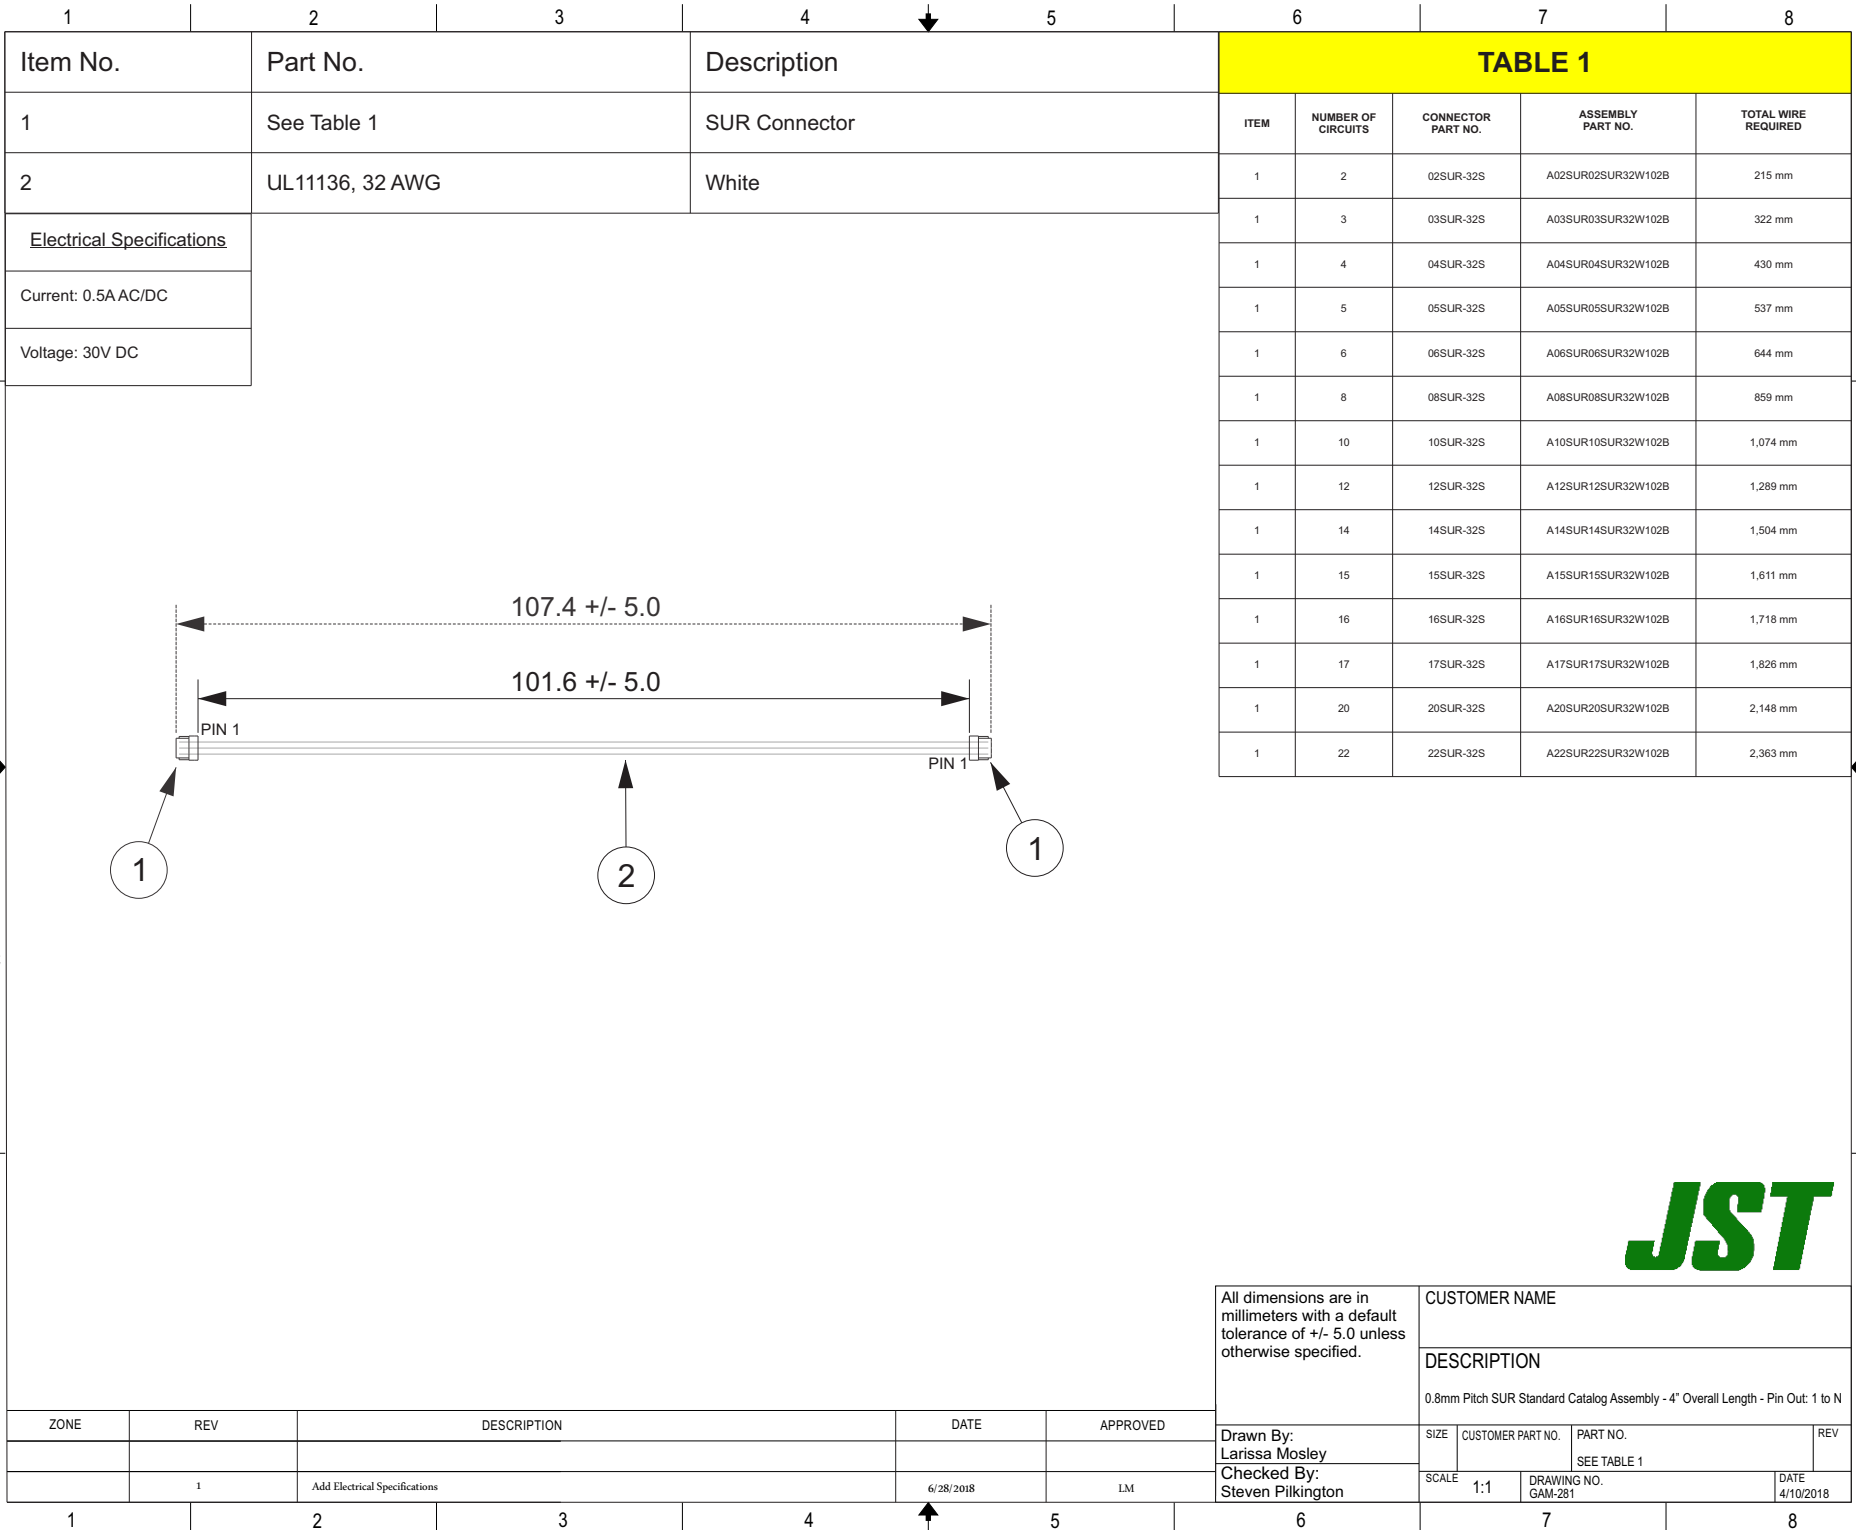 1 2 3 4 5 6 7 8
Item No. Part No. Description
1 See Table 1 SUR Connector
2 UL11136, 32 AWG White
Electrical Specifications
Current: 0.5A AC/DC
Voltage: 30V DC
TABLE 1
ITEM NUMBER OF CIRCUITS CONNECTOR PART NO. ASSEMBLY PART NO. TOTAL WIRE REQUIRED
1 2 02SUR-32S A02SUR02SUR32W102B 215 mm
1 3 03SUR-32S A03SUR03SUR32W102B 322 mm
1 4 04SUR-32S A04SUR04SUR32W102B 430 mm
1 5 05SUR-32S A05SUR05SUR32W102B 537 mm
1 6 06SUR-32S A06SUR06SUR32W102B 644 mm
1 8 08SUR-32S A08SUR08SUR32W102B 859 mm
1 10 10SUR-32S A10SUR10SUR32W102B 1,074 mm
1 12 12SUR-32S A12SUR12SUR32W102B 1,289 mm
1 14 14SUR-32S A14SUR14SUR32W102B 1,504 mm
1 15 15SUR-32S A15SUR15SUR32W102B 1,611 mm
1 16 16SUR-32S A16SUR16SUR32W102B 1,718 mm
1 17 17SUR-32S A17SUR17SUR32W102B 1,826 mm
1 20 20SUR-32S A20SUR20SUR32W102B 2,148 mm
1 22 22SUR-32S A22SUR22SUR32W102B 2,363 mm
107.4 +/- 5.0
101.6 +/- 5.0
PIN 1
PIN 1
1
2
1
JST
All dimensions are in
millimeters with a default
tolerance of +/- 5.0 unless
otherwise specified.
CUSTOMER NAME
DESCRIPTION
0.8mm Pitch SUR Standard Catalog Assembly - 4” Overall Length - Pin Out: 1 to N
Drawn By:
Larissa Mosley
Checked By:
Steven Pilkington
SIZE CUSTOMER PART NO. PART NO. REV
SEE TABLE 1
SCALE 1:1
DRAWING NO.
GAM-281
DATE
4/10/2018
ZONE REV DESCRIPTION DATE APPROVED
1 Add Electrical Specifications 6/28/2018 LM
1 2 3 4 5 6 7 8